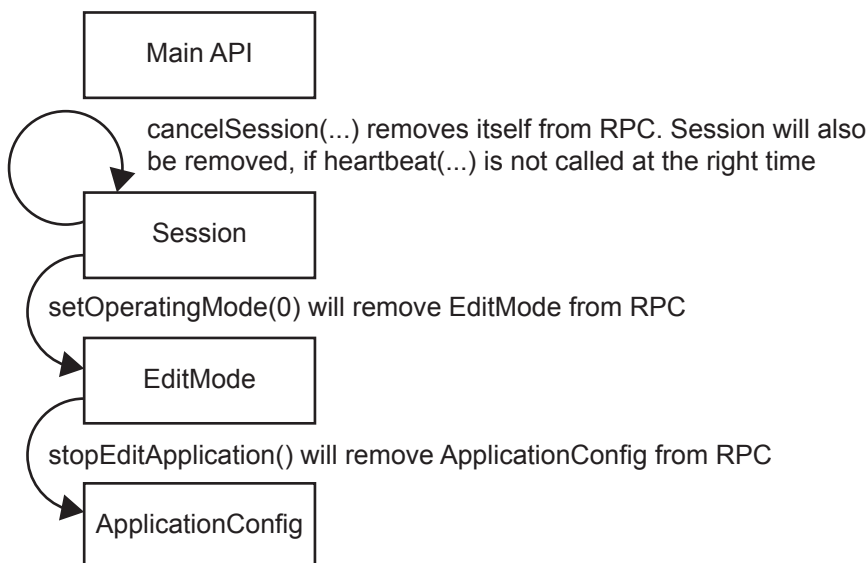 Main API
cancelSession(...) removes itself from RPC. Session will also
be removed, if heartbeat(...) is not called at the right time
Session
setOperatingMode(0) will remove EditMode from RPC
EditMode
stopEditApplication() will remove ApplicationConfig from RPC
ApplicationConfig